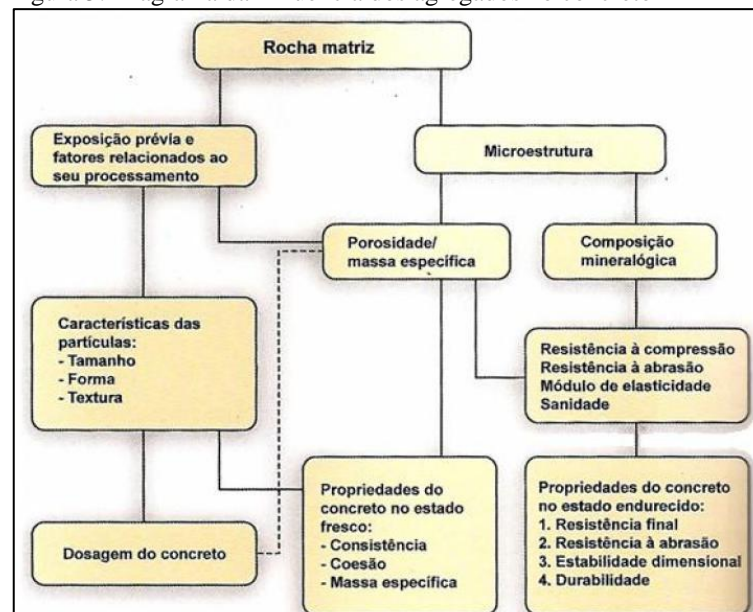 Rocha matriz
Exposição prévia e
fatores relacionados ao
seu processamento
Microestrutura
Porosidade/
massa específica
Composição
mineralógica
Características das
partículas:
- Tamanho
- Forma
- Textura
Resistência à compressão
Resistência à abrasão
Módulo de elasticidade
Sanidade
Dosagem do concreto
Propriedades do
concreto no estado
fresco:
- Consistência
- Coesão
- Massa específica
Propriedades do concreto
no estado endurecido:
1. Resistência final
2. Resistência à abrasão
3. Estabilidade dimensional
4. Durabilidade